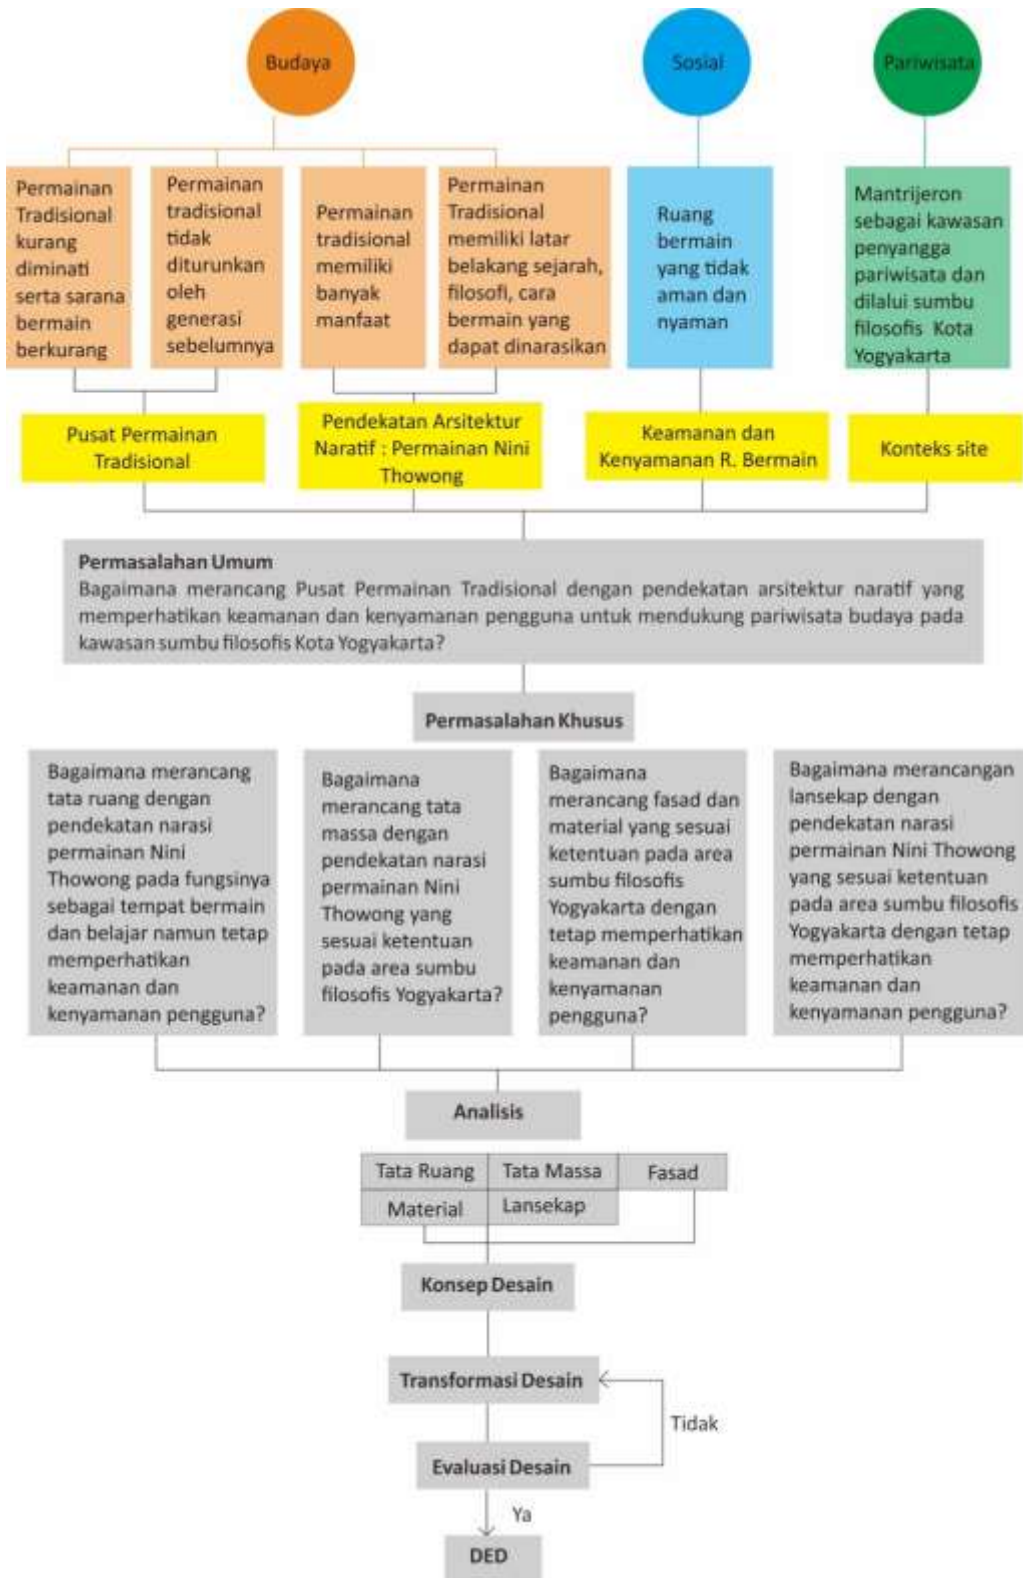 Budaya
Sosial
Pariwisata
Permainan
Tradisional
kurang
diminati
serta sarana
bermain
berkurang
Permainan
tradisional
tidak
diturunkan
oleh
generasi
sebelumnya
Permainan
tradisional
memiliki
banyak
manfaat
Permainan
Tradisional
memiliki latar
belakang sejarah,
filosofi, cara
bermain yang
dapat dinarasikan
Ruang
bermain
yang tidak
aman dan
nyaman
Mantrijeron
sebagai kawasan
penyangga
pariwisata dan
dilalui sumbu
filosofis Kota
Yogyakarta
Pusat Permainan
Tradisional
Pendekatan Arsitektur
Naratif : Permainan Nini
Thowong
Keamanan dan
Kenyamanan R. Bermain
Konteks site
Permasalahan Umum
Bagaimana merancang Pusat Permainan Tradisional dengan pendekatan arsitektur naratif yang
memperhatikan keamanan dan kenyamanan pengguna untuk mendukung pariwisata budaya pada
kawasan sumbu filosofis Kota Yogyakarta?
Permasalahan Khusus
Bagaimana merancang
tata ruang dengan
pendekatan narasi
permainan Nini
Thowong pada fungsinya
sebagai tempat bermain
dan belajar namun tetap
memperhatikan
keamanan dan
kenyamanan pengguna?
Bagaimana
merancang tata
massa dengan
pendekatan narasi
permainan Nini
Thowong yang
sesuai ketentuan
pada area sumbu
filosofis Yogyakarta?
Bagaimana
merancang fasad dan
material yang sesuai
ketentuan pada area
sumbu filosofis
Yogyakarta dengan
tetap memperhatikan
keamanan dan
kenyamanan
pengguna?
Bagaimana merancangan
lansekap dengan
pendekatan narasi
permainan Nini Thowong
yang sesuai ketentuan
pada area sumbu filosofis
Yogyakarta dengan tetap
memperhatikan
keamanan dan
kenyamanan pengguna?
Analisis
Tata Ruang
Tata Massa
Fasad
Material
Lansekap
Konsep Desain
Transformasi Desain
Tidak
Evaluasi Desain
Ya
DED